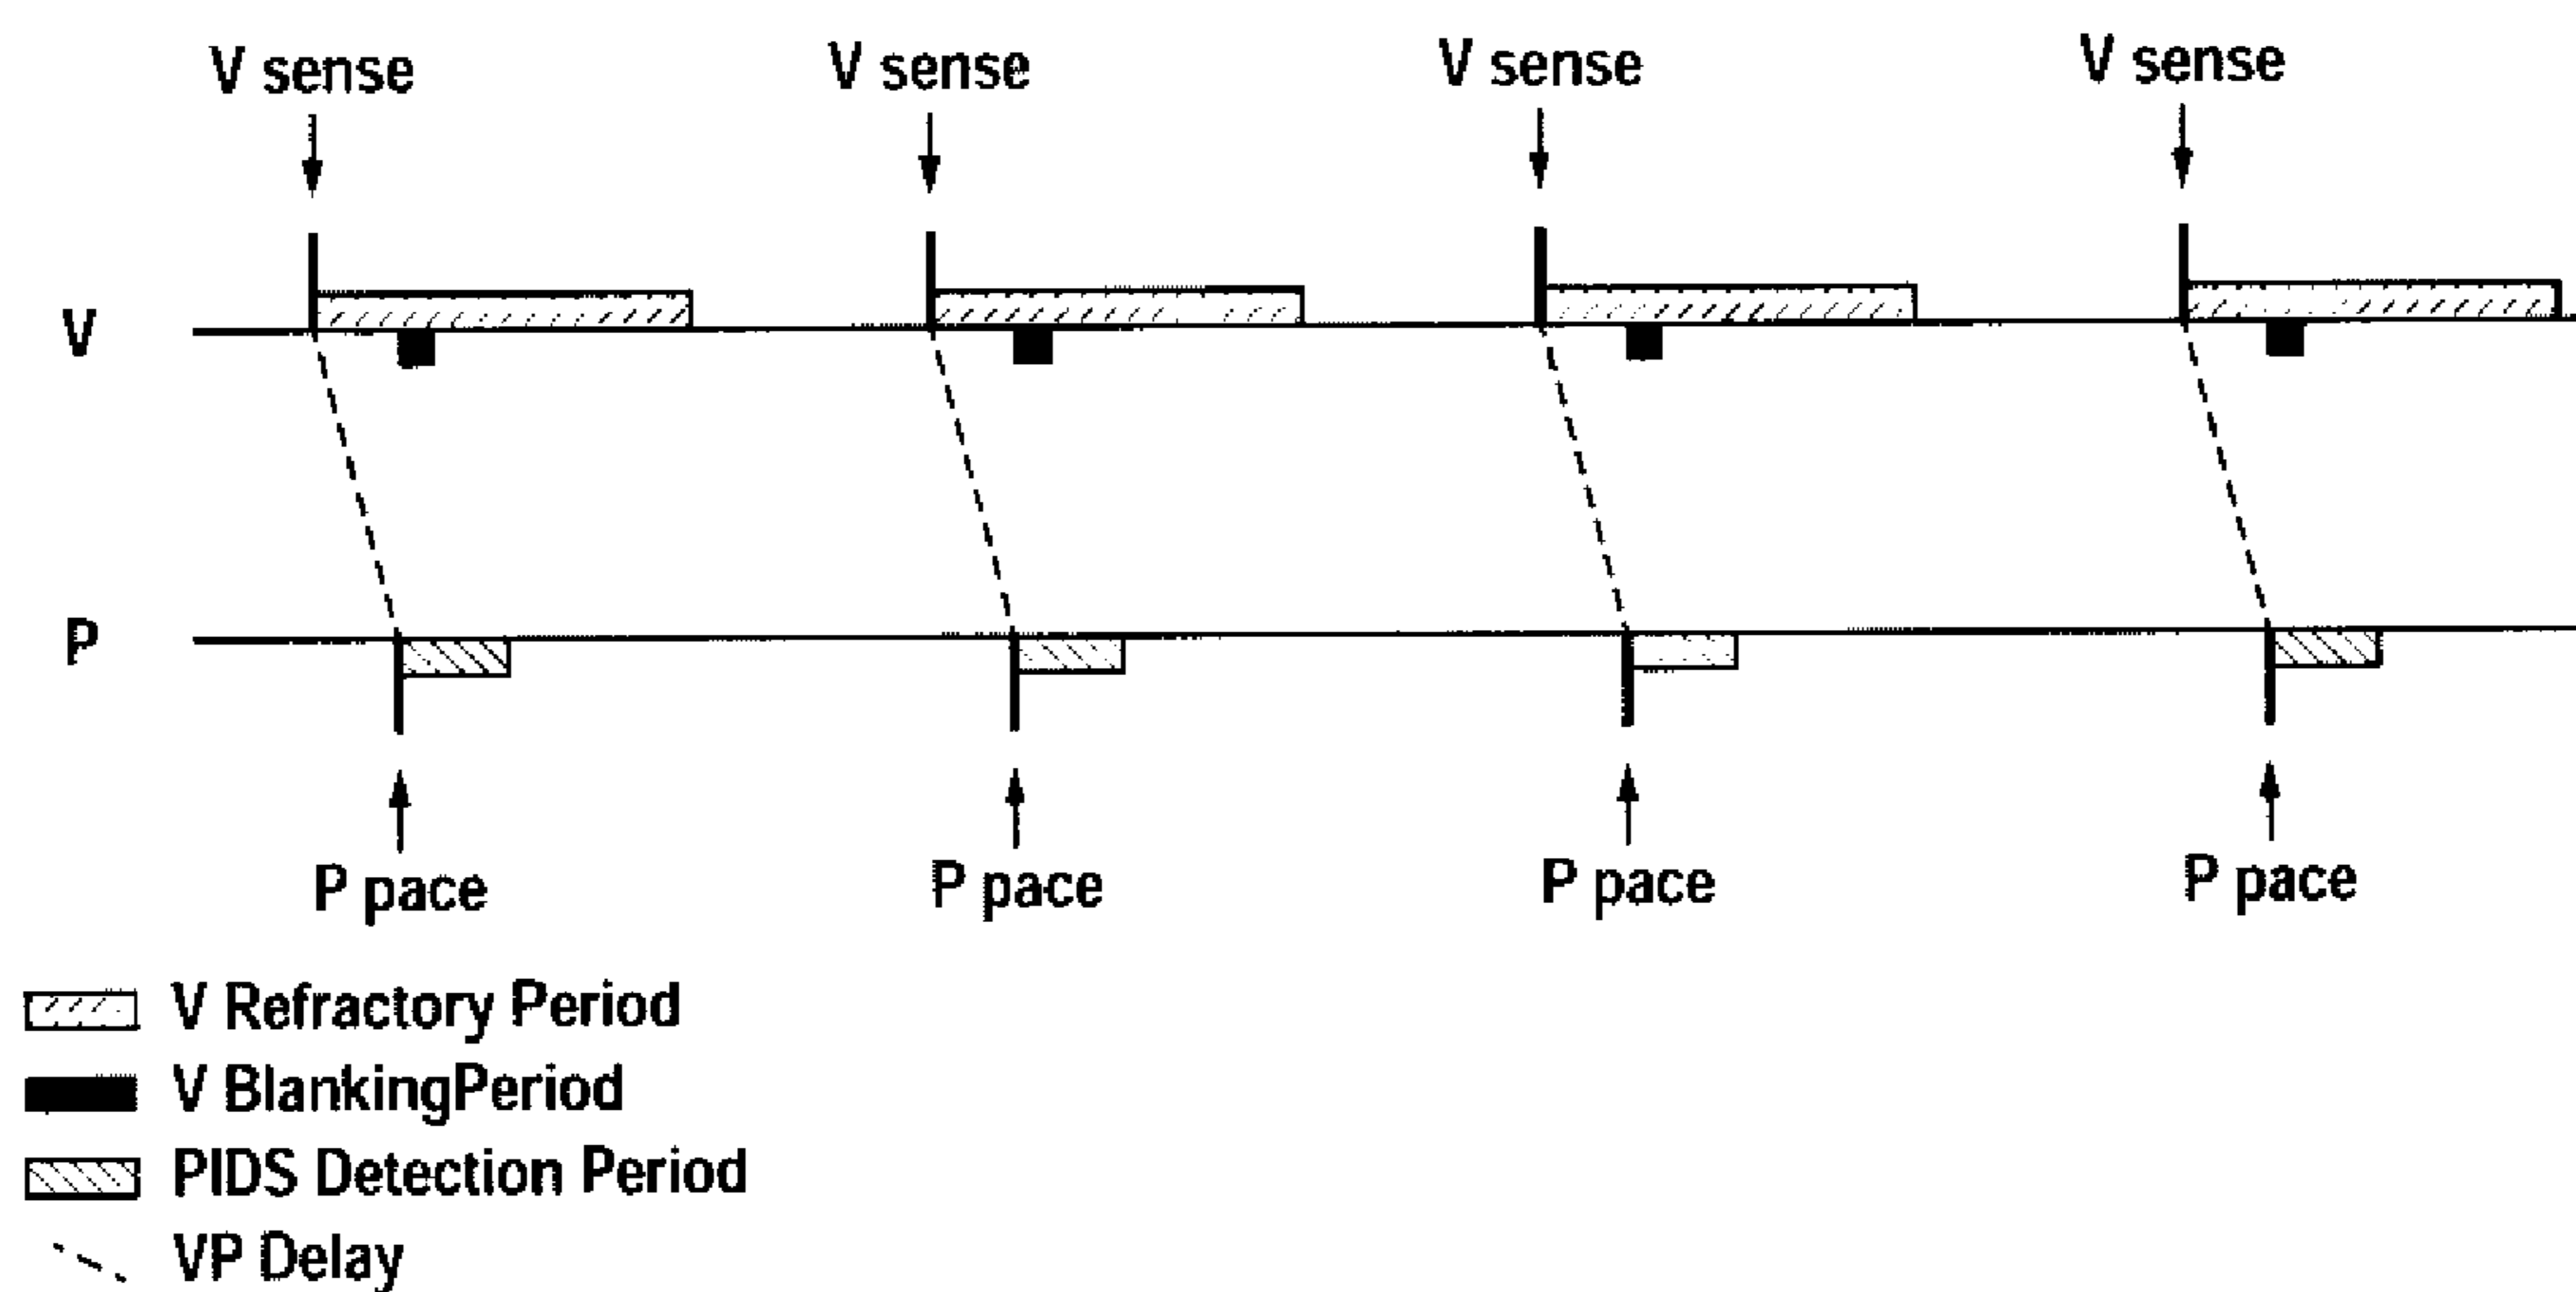 V sense V sense V sense V sense
V
P
P pace P pace P pace P pace
V Refractory Period
V BlankingPeriod
PIDS Detection Period
VP Delay